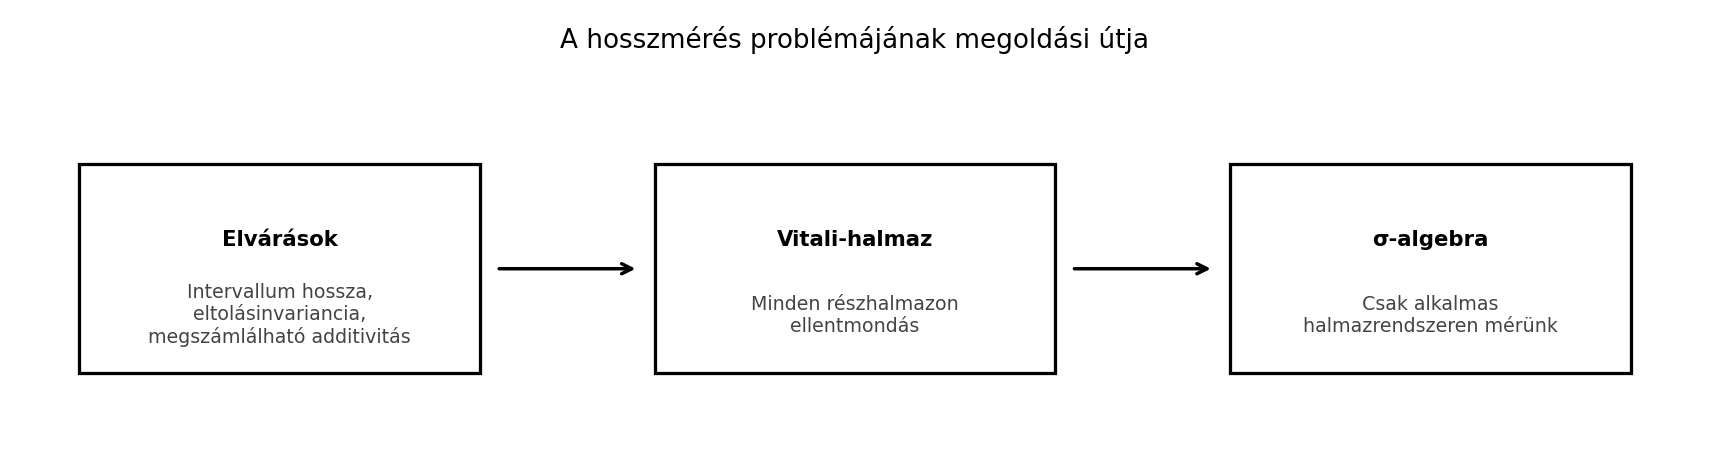 A hosszmérés problémájának megoldási útja
Elvárások
Intervallum hossza,
eltolásinvariancia,
megszámlálható additivitás
Vitali-halmaz
Minden részhalmazon
ellentmondás
σ-algebra
Csak alkalmas
halmazrendszeren mérünk